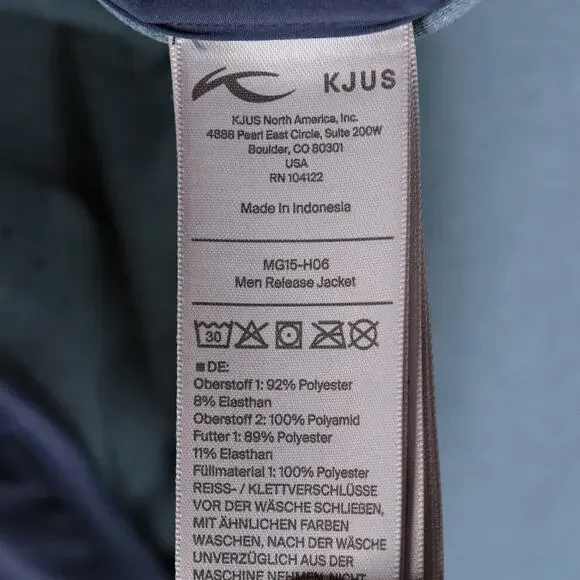 KJUS
KJUS North America, Inc.
4888 Pearl East Circle, Suite 200W
Boulder, CO 80301
USA
RN 104122
Made in Indonesia
MG15-H06
Men Release Jacket
30
DE:
Oberstoff 1: 92% Polyester
8% Elasthan
Oberstoff 2: 100% Polyamid
Futter 1: 89% Polyester
11% Elasthan
Füllmaterial 1: 100% Polyester
REISS- / KLETTVERSCHLÜSSE
VOR DER WÄSCHE SCHLIEßEN,
MIT ÄHNLICHEN FARBEN
WASCHEN, NACH DER WÄSCHE
UNVERZÜGLICH AUS DER
MASCHINE NEHMEN, NICHT